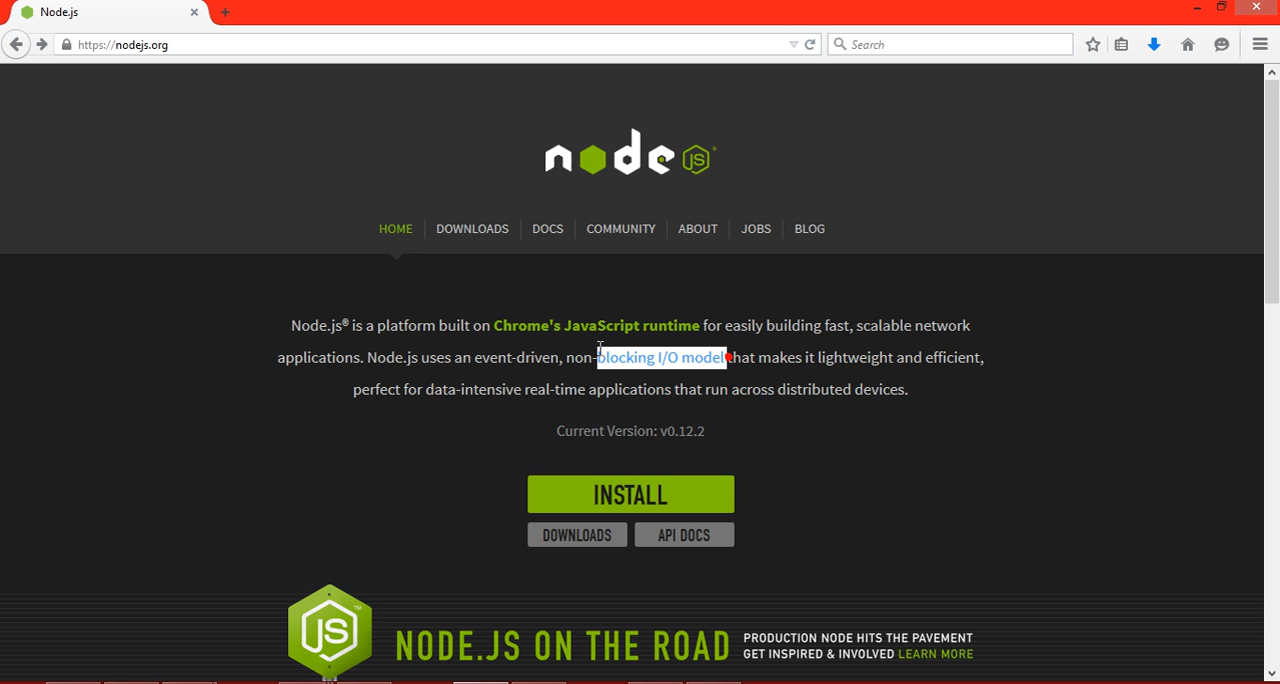 Node.js
https://nodejs.org
Search
node JS
HOME DOWNLOADS DOCS COMMUNITY ABOUT JOBS BLOG
Node.js® is a platform built on Chrome's JavaScript runtime for easily building fast, scalable network
applications. Node.js uses an event-driven, non-blocking I/O model that makes it lightweight and efficient,
perfect for data-intensive real-time applications that run across distributed devices.
Current Version: v0.12.2
INSTALL
DOWNLOADS API DOCS
JS™
NODE.JS ON THE ROAD
PRODUCTION NODE HITS THE PAVEMENT
GET INSPIRED & INVOLVED LEARN MORE